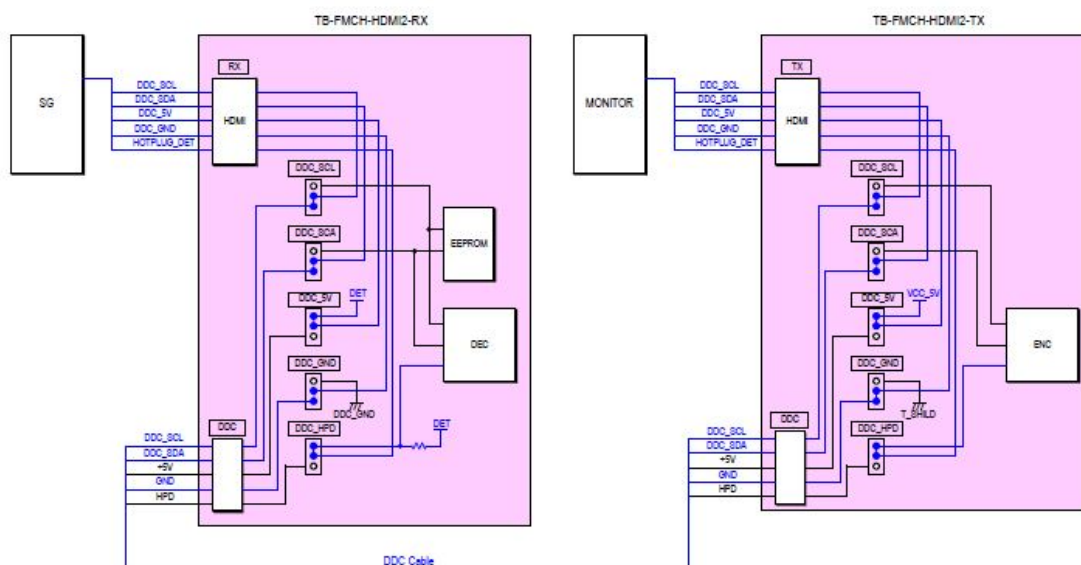 TB-FMCH-HDMI2-RX
RX
SG
DDC_SCL
DDC_SDA
DDC_5V
DDC_GND
HOTPLUG_DET
HDMI
DDC_SCL
DDC_SCA
EEPROM
DDC_5V
DET
DEC
DDC_GND
DDC_GND
DDC_HPD
DET
DDC
DDC_SCL
DDC_SDA
+5V
GND
HPD
DDC Cable
TB-FMCH-HDMI2-TX
TX
MONITOR
DDC_SCL
DDC_SDA
DDC_5V
DDC_GND
HOTPLUG_DET
HDMI
DDC_SCL
DDC_SCA
DDC_5V
VCC_5V
ENC
DDC_GND
T_SHILD
DDC_HPD
DDC
DDC_SCL
DDC_SDA
+5V
GND
HPD